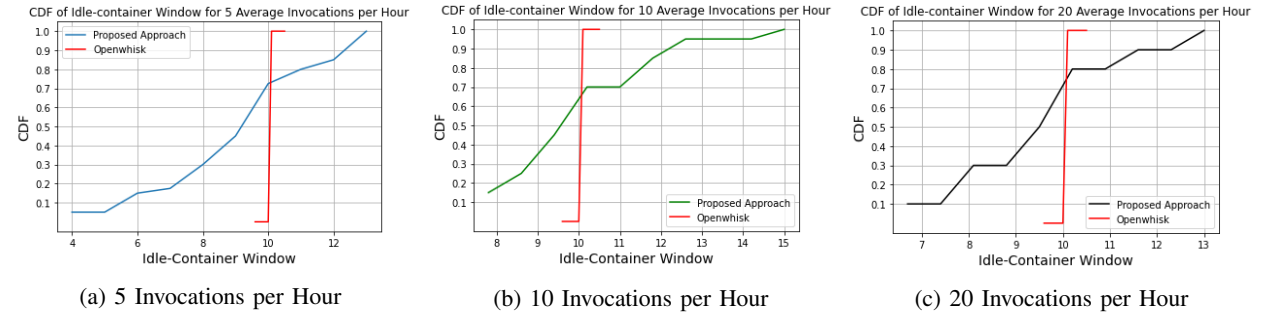 CDF of Idle-container Window for 5 Average Invocations per Hour
1.0
0.9
0.8
0.7
0.6
0.5
0.4
0.3
0.2
0.1
CDF
Proposed Approach
Openwhisk
4 6 8 10 12
Idle-Container Window
(a) 5 Invocations per Hour
CDF of Idle-container Window for 10 Average Invocations per Hour
1.0
0.9
0.8
0.7
0.6
0.5
0.4
0.3
0.2
0.1
CDF
Proposed Approach
Openwhisk
8 9 10 11 12 13 14 15
Idle-Container Window
(b) 10 Invocations per Hour
CDF of Idle-container Window for 20 Average Invocations per Hour
1.0
0.9
0.8
0.7
0.6
0.5
0.4
0.3
0.2
0.1
CDF
Proposed Approach
Openwhisk
7 8 9 10 11 12 13
Idle-Container Window
(c) 20 Invocations per Hour